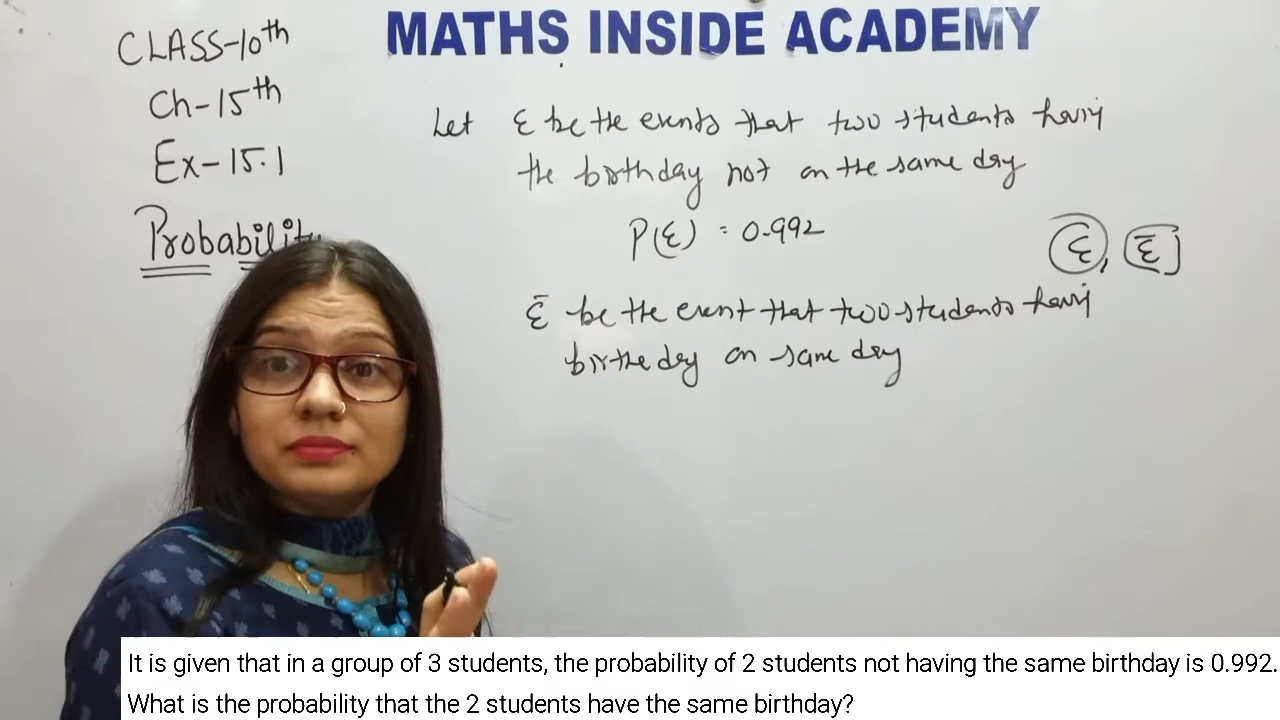 MATHS INSIDE ACADEMY
CLASS-10th
Ch-15th
Ex-15.1
Probability
Let ε be the events that two students having
the birthday not on the same day
P(ε) = 0.992
ε, ε̄
ε̄ be the event that two students having
birthe day on same day
It is given that in a group of 3 students, the probability of 2 students not having the same birthday is 0.992.
What is the probability that the 2 students have the same birthday?